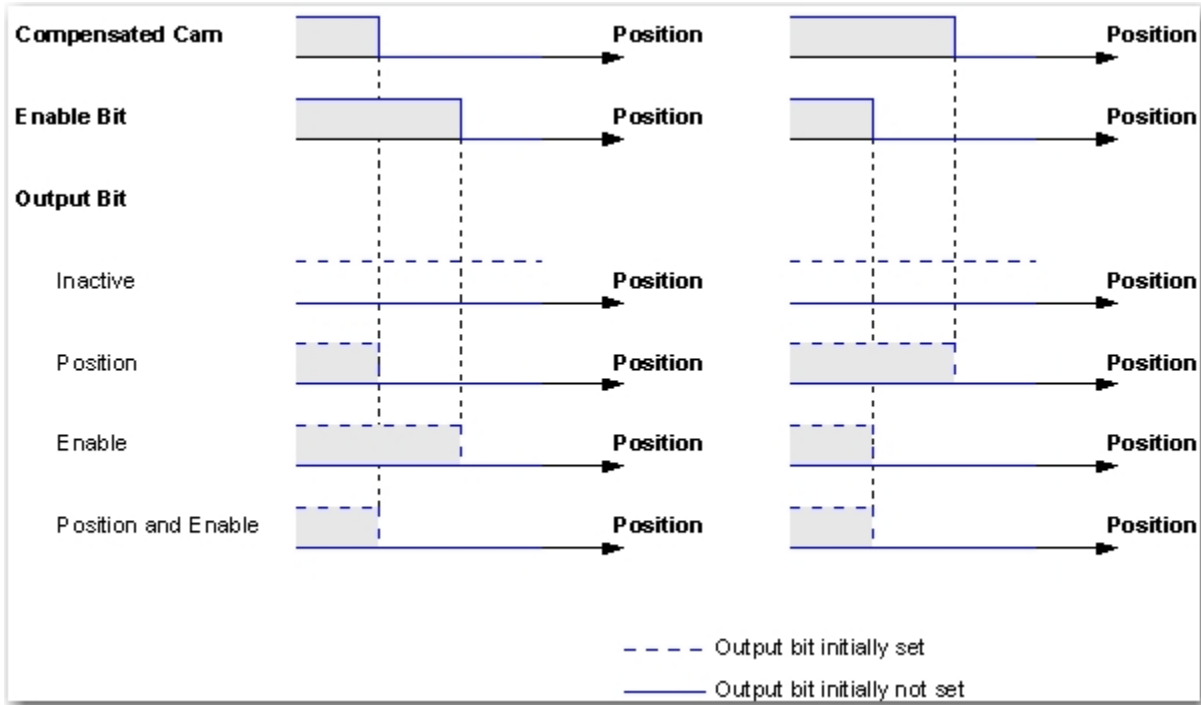 Compensated Cam Position Position
Enable Bit Position Position
Output Bit
Inactive Position Position
Position Position Position
Enable Position Position
Position and Enable Position Position
Output bit initially set
Output bit initially not set